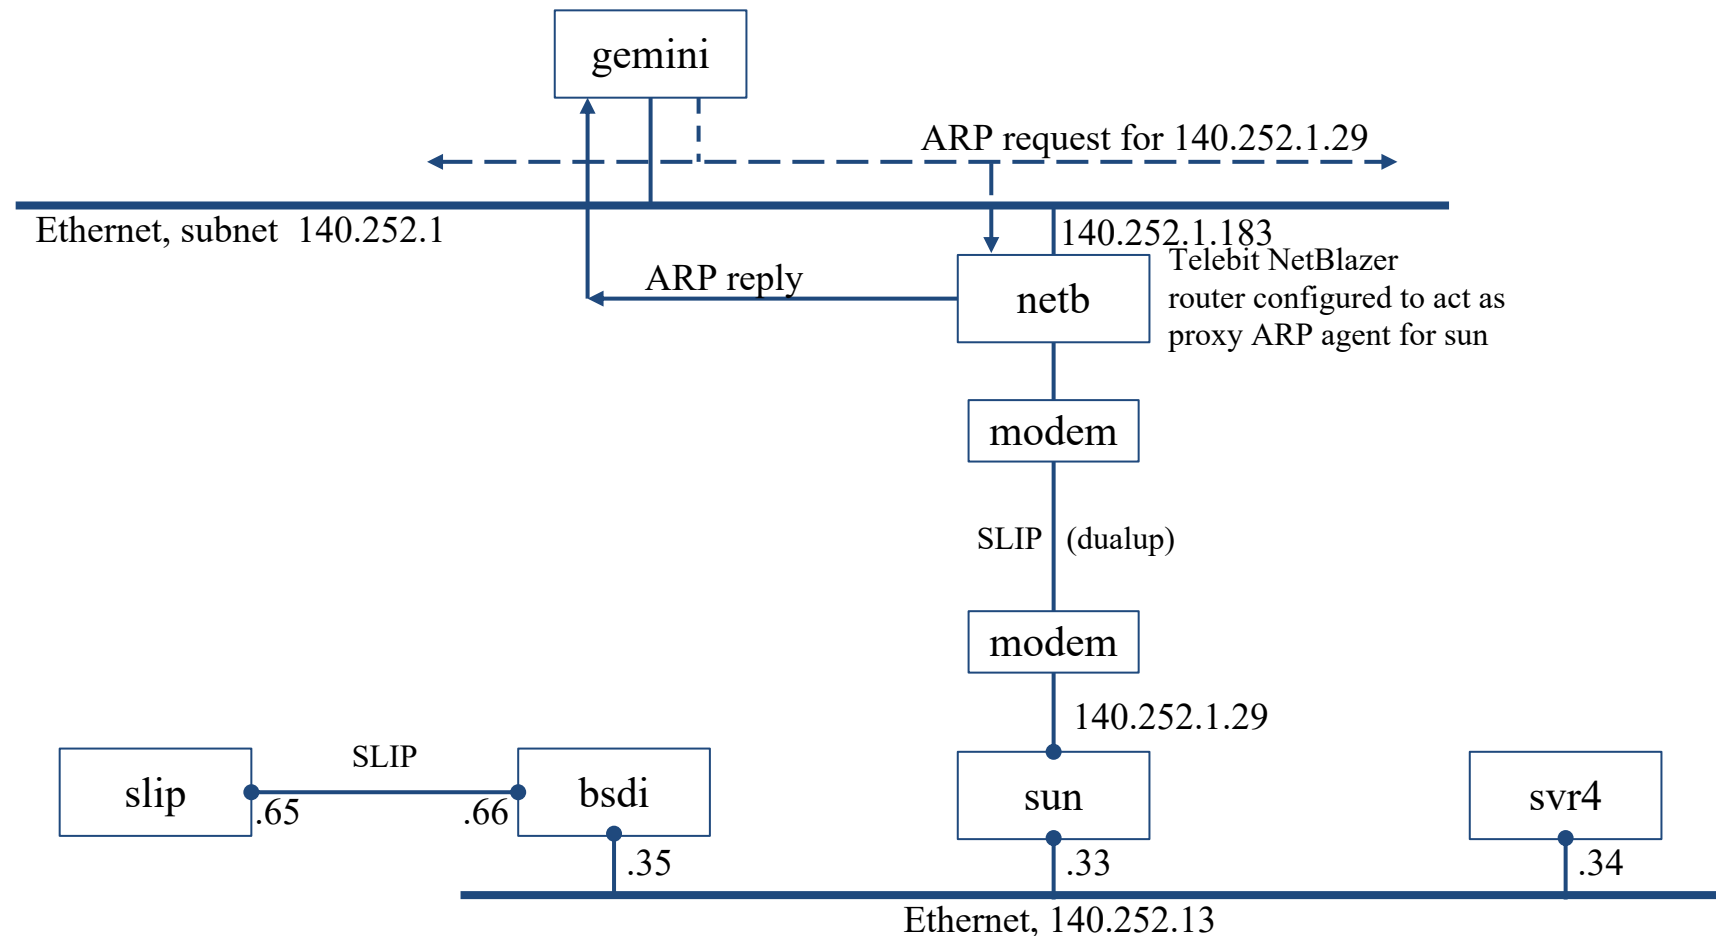 gemini
ARP request for 140.252.1.29
Ethernet, subnet 140.252.1
140.252.1.183
Telebit NetBlazer
router configured to act as
proxy ARP agent for sun
ARP reply
netb
modem
SLIP (dualup)
modem
140.252.1.29
SLIP
slip
.65
.66
bsdi
sun
svr4
.35
.33
.34
Ethernet, 140.252.13